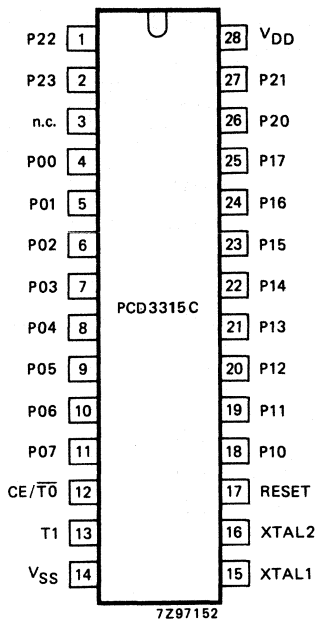 P22 1 28 VDD
P23 2 27 P21
n.c. 3 26 P20
P00 4 25 P17
P01 5 24 P16
P02 6 23 P15
P03 7 22 P14
PCD3315C
P04 8 21 P13
P05 9 20 P12
P06 10 19 P11
P07 11 18 P10
CE/T0 12 17 RESET
T1 13 16 XTAL2
VSS 14 15 XTAL1
7Z97152